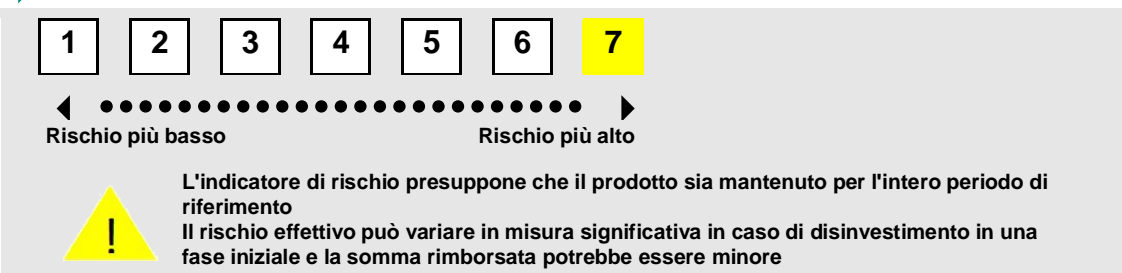 1 2 3 4 5 6 7
Rischio più basso Rischio più alto
L'indicatore di rischio presuppone che il prodotto sia mantenuto per l'intero periodo di
riferimento
Il rischio effettivo può variare in misura significativa in caso di disinvestimento in una
! fase iniziale e la somma rimborsata potrebbe essere minore